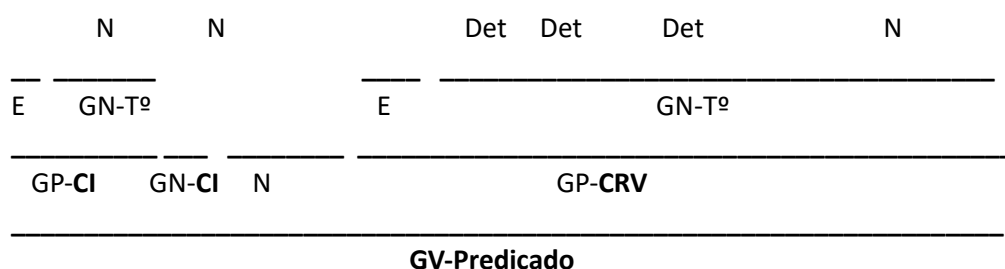 N N Det Det Det N
E GN-Tº E GN-Tº
GP-CI GN-CI N GP-CRV
GV-Predicado